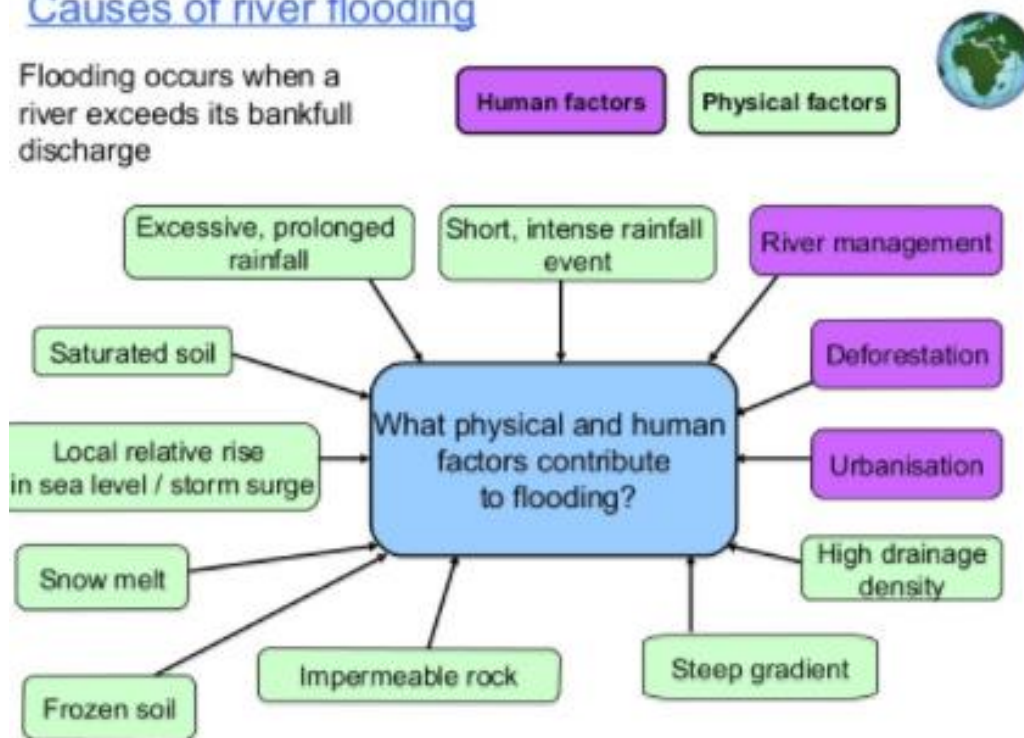 Causes of river flooding
Flooding occurs when a
river exceeds its bankfull
discharge
Human factors
Physical factors
Excessive, prolonged
rainfall
Short, intense rainfall
event
River management
Saturated soil
Deforestation
What physical and human
factors contribute
to flooding?
Local relative rise
in sea level / storm surge
Urbanisation
Snow melt
High drainage
density
Impermeable rock
Steep gradient
Frozen soil